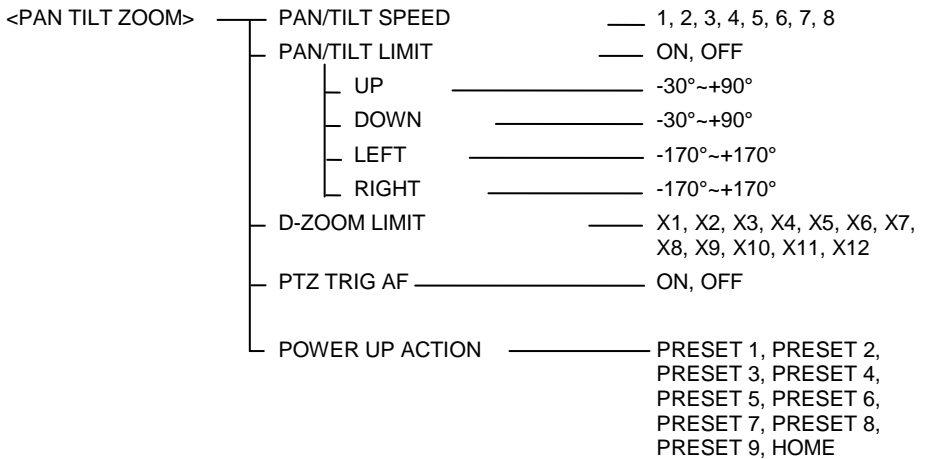 <PAN TILT ZOOM> PAN/TILT SPEED 1, 2, 3, 4, 5, 6, 7, 8
PAN/TILT LIMIT ON, OFF
UP -30°~+90°
DOWN -30°~+90°
LEFT -170°~+170°
RIGHT -170°~+170°
D-ZOOM LIMIT X1, X2, X3, X4, X5, X6, X7,
X8, X9, X10, X11, X12
PTZ TRIG AF ON, OFF
POWER UP ACTION PRESET 1, PRESET 2,
PRESET 3, PRESET 4,
PRESET 5, PRESET 6,
PRESET 7, PRESET 8,
PRESET 9, HOME